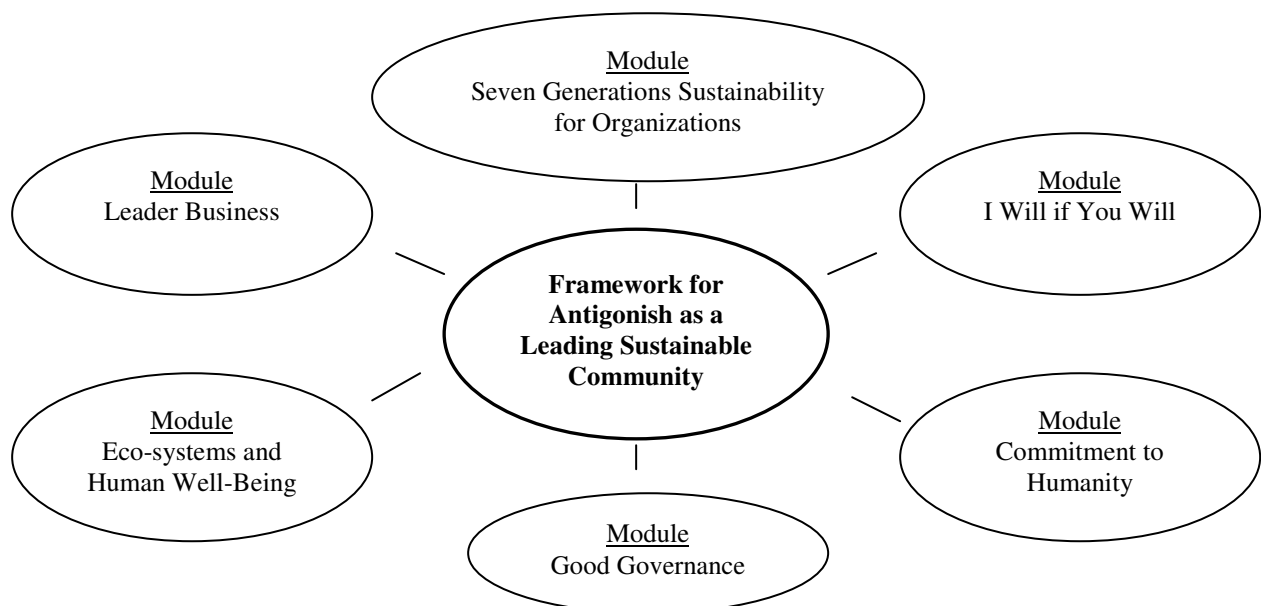 Module
Seven Generations Sustainability
for Organizations
Module
Leader Business
Module
I Will if You Will
Framework for
Antigonish as a
Leading Sustainable
Community
Module
Eco-systems and
Human Well-Being
Module
Commitment to
Humanity
Module
Good Governance